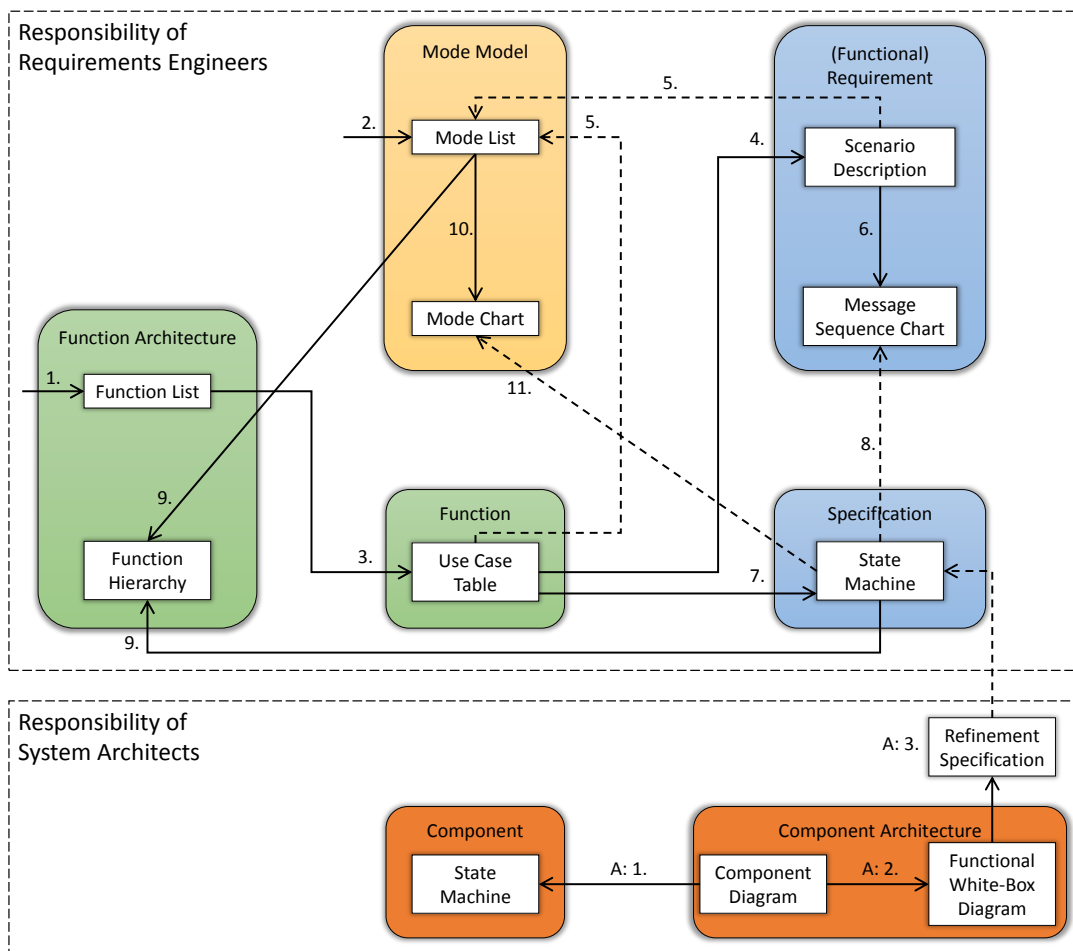 Responsibility of
Requirements Engineers
Mode Model
(Functional)
Requirement
5.
2.
Mode List
5.
4.
Scenario
Description
10.
6.
Mode Chart
Message
Sequence Chart
Function Architecture
1.
Function List
11.
8.
9.
Function
Specification
Function
Hierarchy
3.
Use Case
Table
7.
State
Machine
9.
Responsibility of
System Architects
A: 3.
Refinement
Specification
Component
Component Architecture
State
Machine
A: 1.
Component
Diagram
A: 2.
Functional
White-Box
Diagram